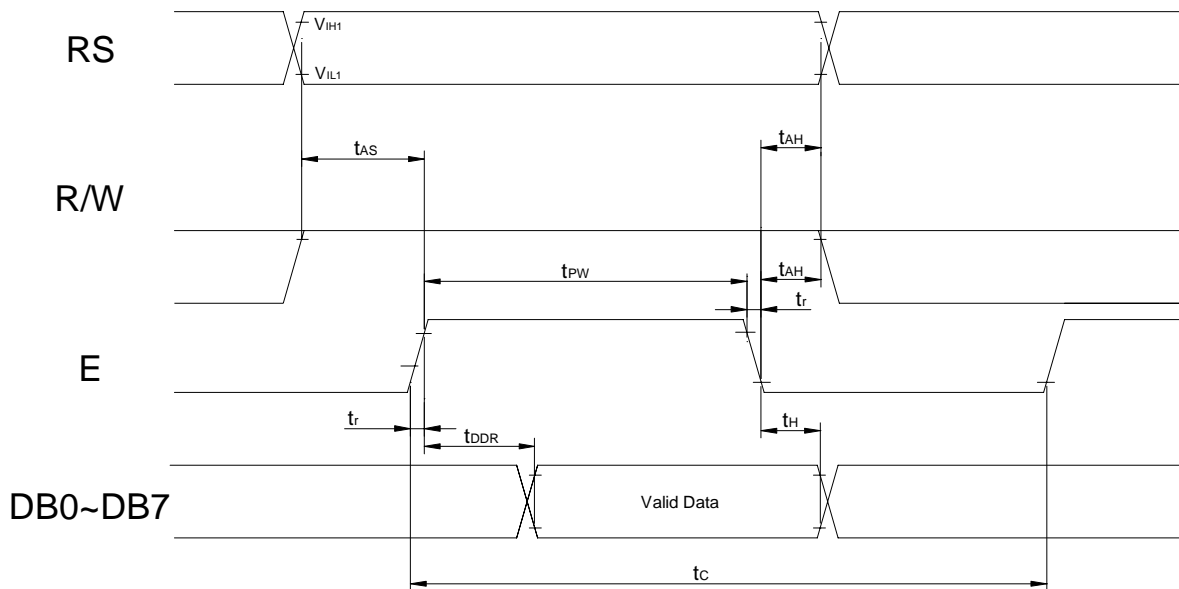 RS
VIH1
VIL1
tAS
tAH
R/W
tPW
tAH
tr
E
tr
tDDR
tH
DB0~DB7
Valid Data
tC